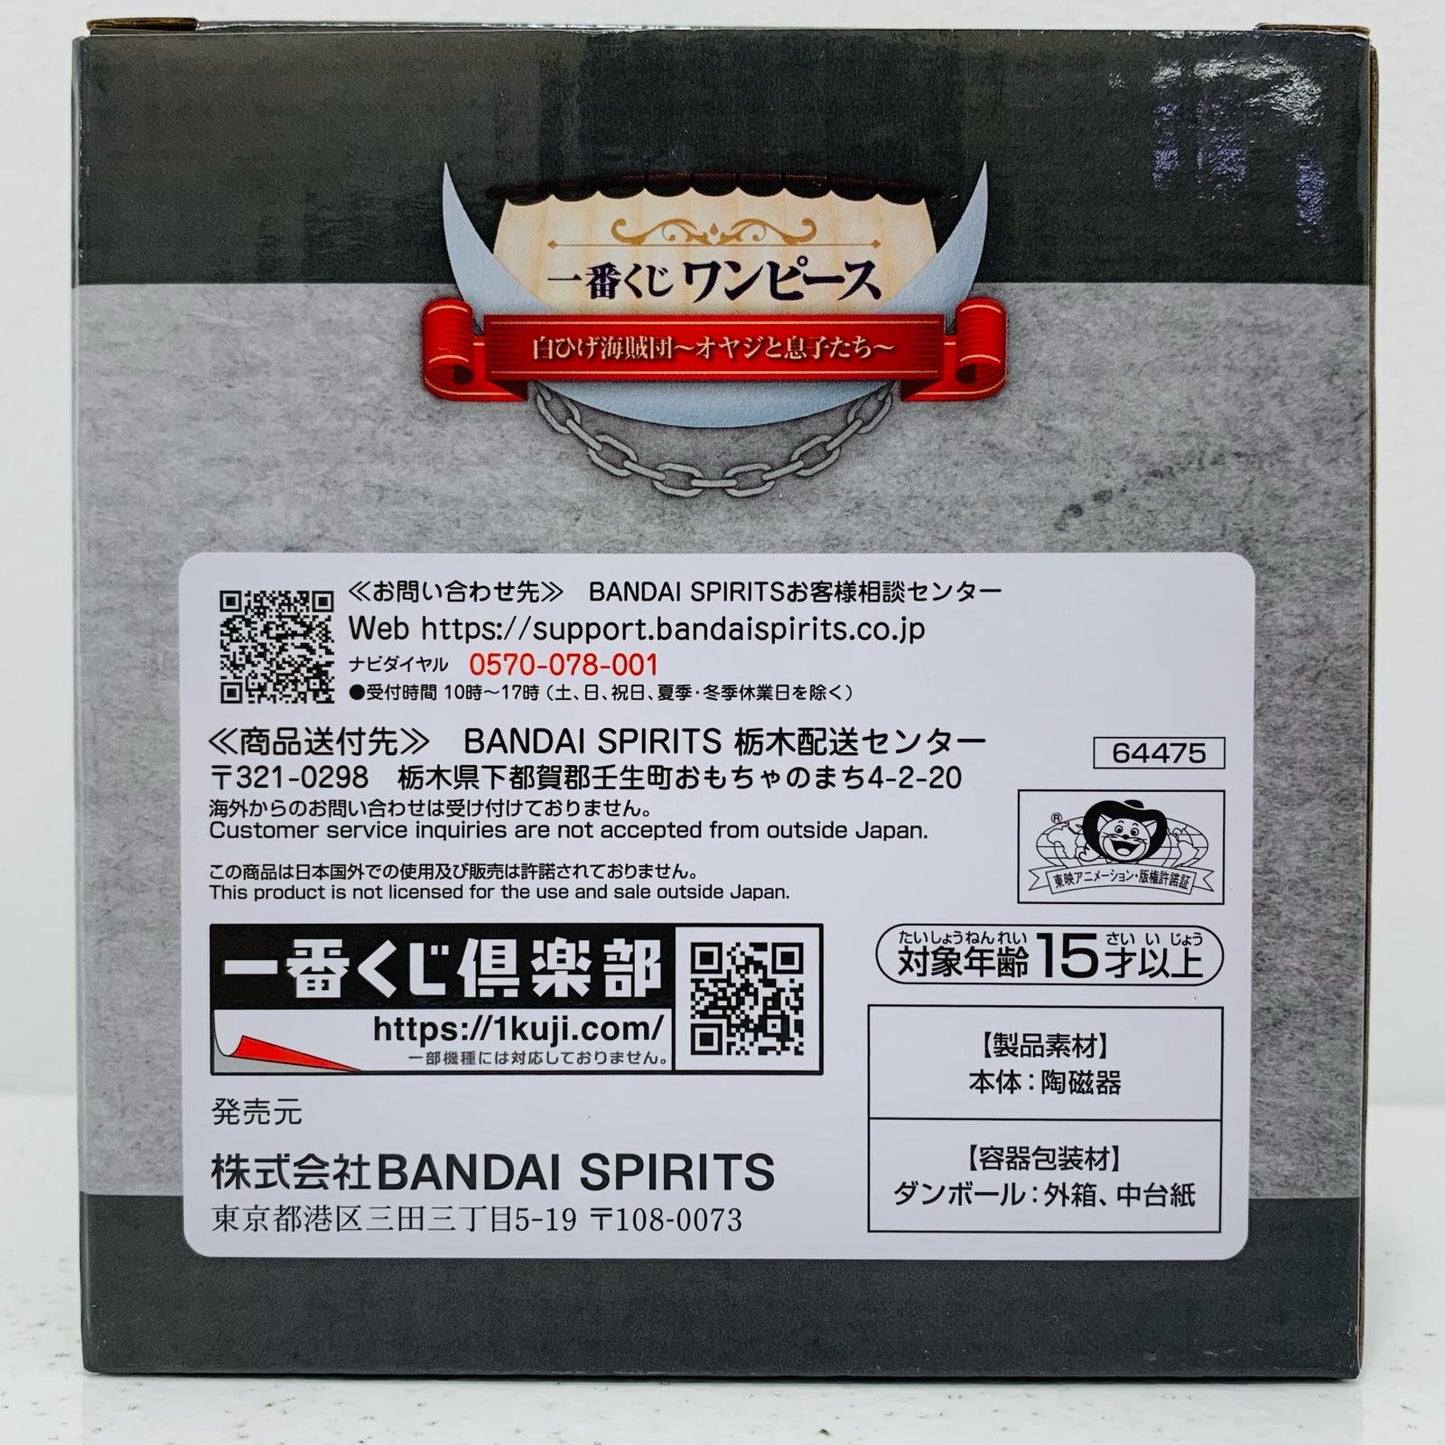 一番くじ ワンピース
白ひげ海賊団～オヤジと息子たち～
≪お問い合わせ先≫ BANDAI SPIRITSお客様相談センター
Web https://support.bandaispirits.co.jp
ナビダイヤル 0570-078-001
●受付時間 10時～17時（土、日、祝日、夏季・冬季休業日を除く）
≪商品送付先≫ BANDAI SPIRITS 栃木配送センター
〒321-0298 栃木県下都賀郡壬生町おもちゃのまち4-2-20
海外からのお問い合わせは受け付けておりません。
Customer service inquiries are not accepted from outside Japan.
この商品は日本国外での使用及び販売は許諾されておりません。
This product is not licensed for the use and sale outside Japan.
64475
®
東映アニメーション・版権許諾証
一番くじ倶楽部
https://1kuji.com/
一部機種には対応しておりません。
たいしょうねんれい さい い じょう
対象年齢15才以上
【製品素材】
本体：陶磁器
【容器包装材】
ダンボール：外箱、中台紙
発売元
株式会社BANDAI SPIRITS
東京都港区三田三丁目5-19 〒108-0073